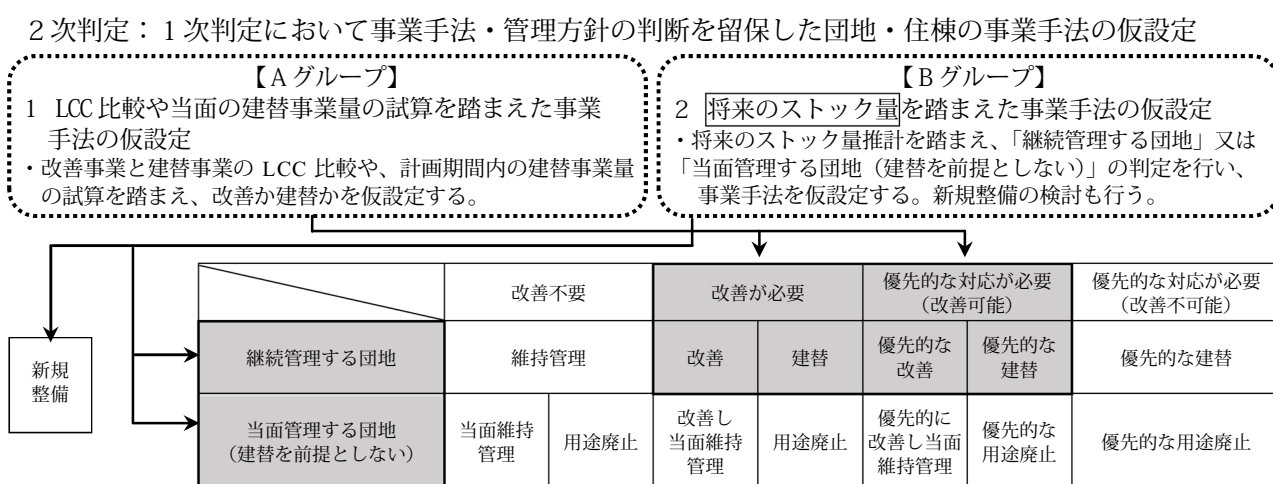 2次判定：1次判定において事業手法・管理方針の判断を留保した団地・住棟の事業手法の仮設定
【Aグループ】
1 LCC比較や当面の建替事業量の試算を踏まえた事業
手法の仮設定
・改善事業と建替事業の LCC 比較や、計画期間内の建替事業量
の試算を踏まえ、改善か建替かを仮設定する。
【Bグループ】
2 将来のストック量を踏まえた事業手法の仮設定
・将来のストック量推計を踏まえ、「継続管理する団地」又は
「当面管理する団地（建替を前提としない）」の判定を行い、
事業手法を仮設定する。新規整備の検討も行う。
新規
整備
改善不要
改善が必要
優先的な対応が必要
（改善可能）
優先的な対応が必要
（改善不可能）
継続管理する団地
維持管理
改善
建替
優先的な
改善
優先的な
建替
優先的な建替
当面管理する団地
（建替を前提としない）
当面維持
管理
用途廃止
改善し
当面維持
管理
用途廃止
優先的に
改善し当面
維持管理
優先的な
用途廃止
優先的な用途廃止